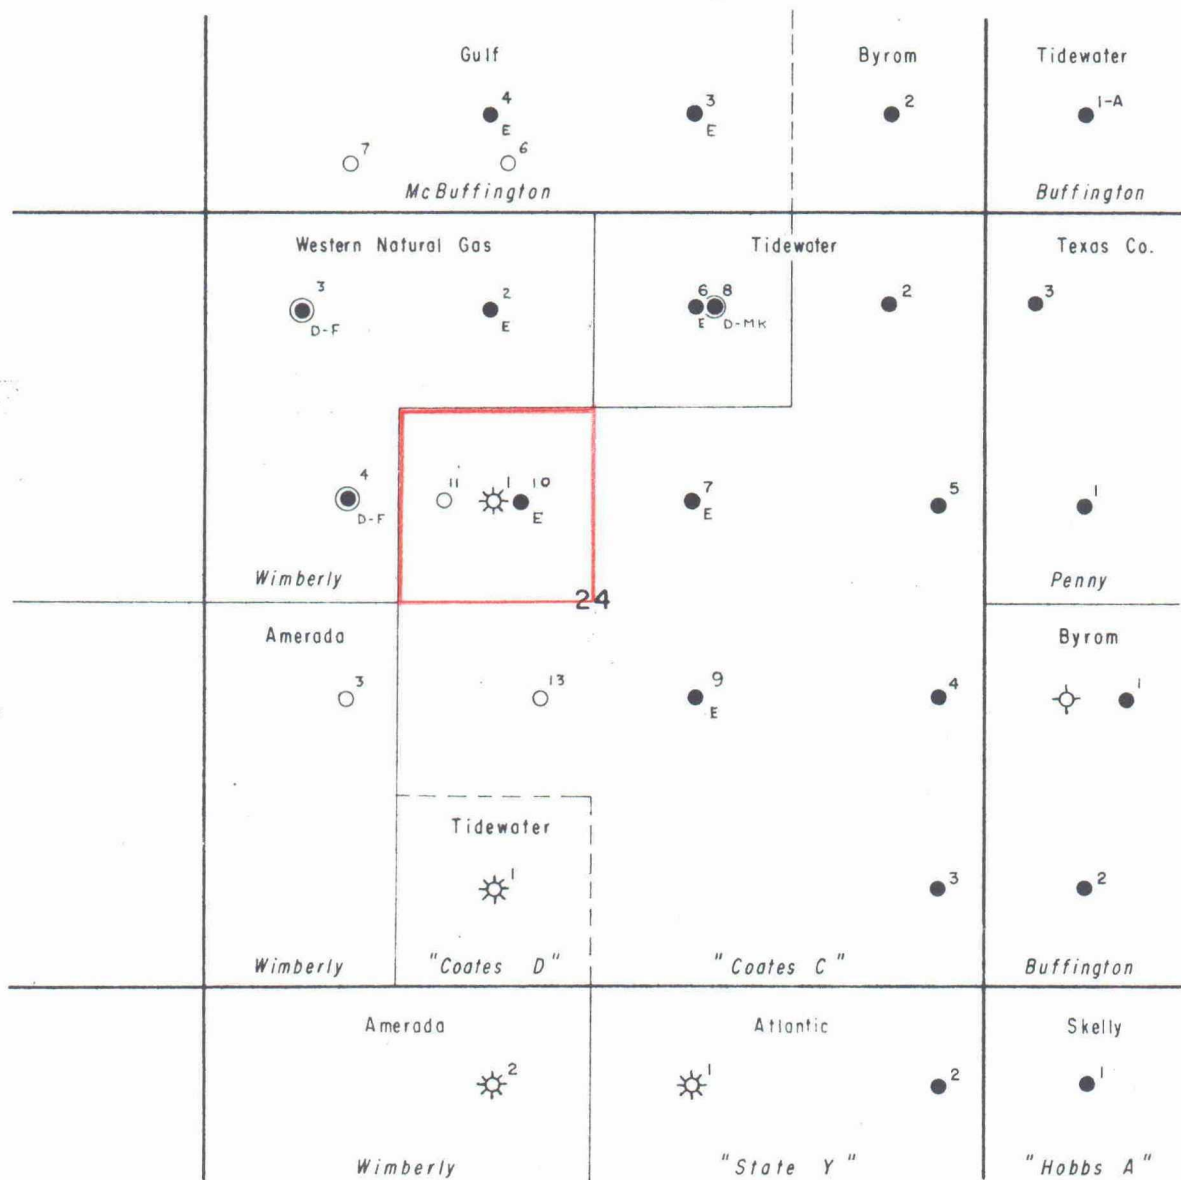 Gulf Byrom Tidewater
4 3 2 1-A
E E
7 6
McBuffington Buffington
Western Natural Gas Tidewater Texas Co.
3 2 6 8 2 3
D-F E E D-MK
4 11 1 10 7 5 1
D-F E E
Wimberly Penny
24
Amerada Byrom
3 13 9 4 1
E
Tidewater
1 3 2
Wimberly "Coates D" "Coates C" Buffington
Amerada Atlantic Skelly
2 1 2 1
Wimberly "State Y" "Hobbs A"